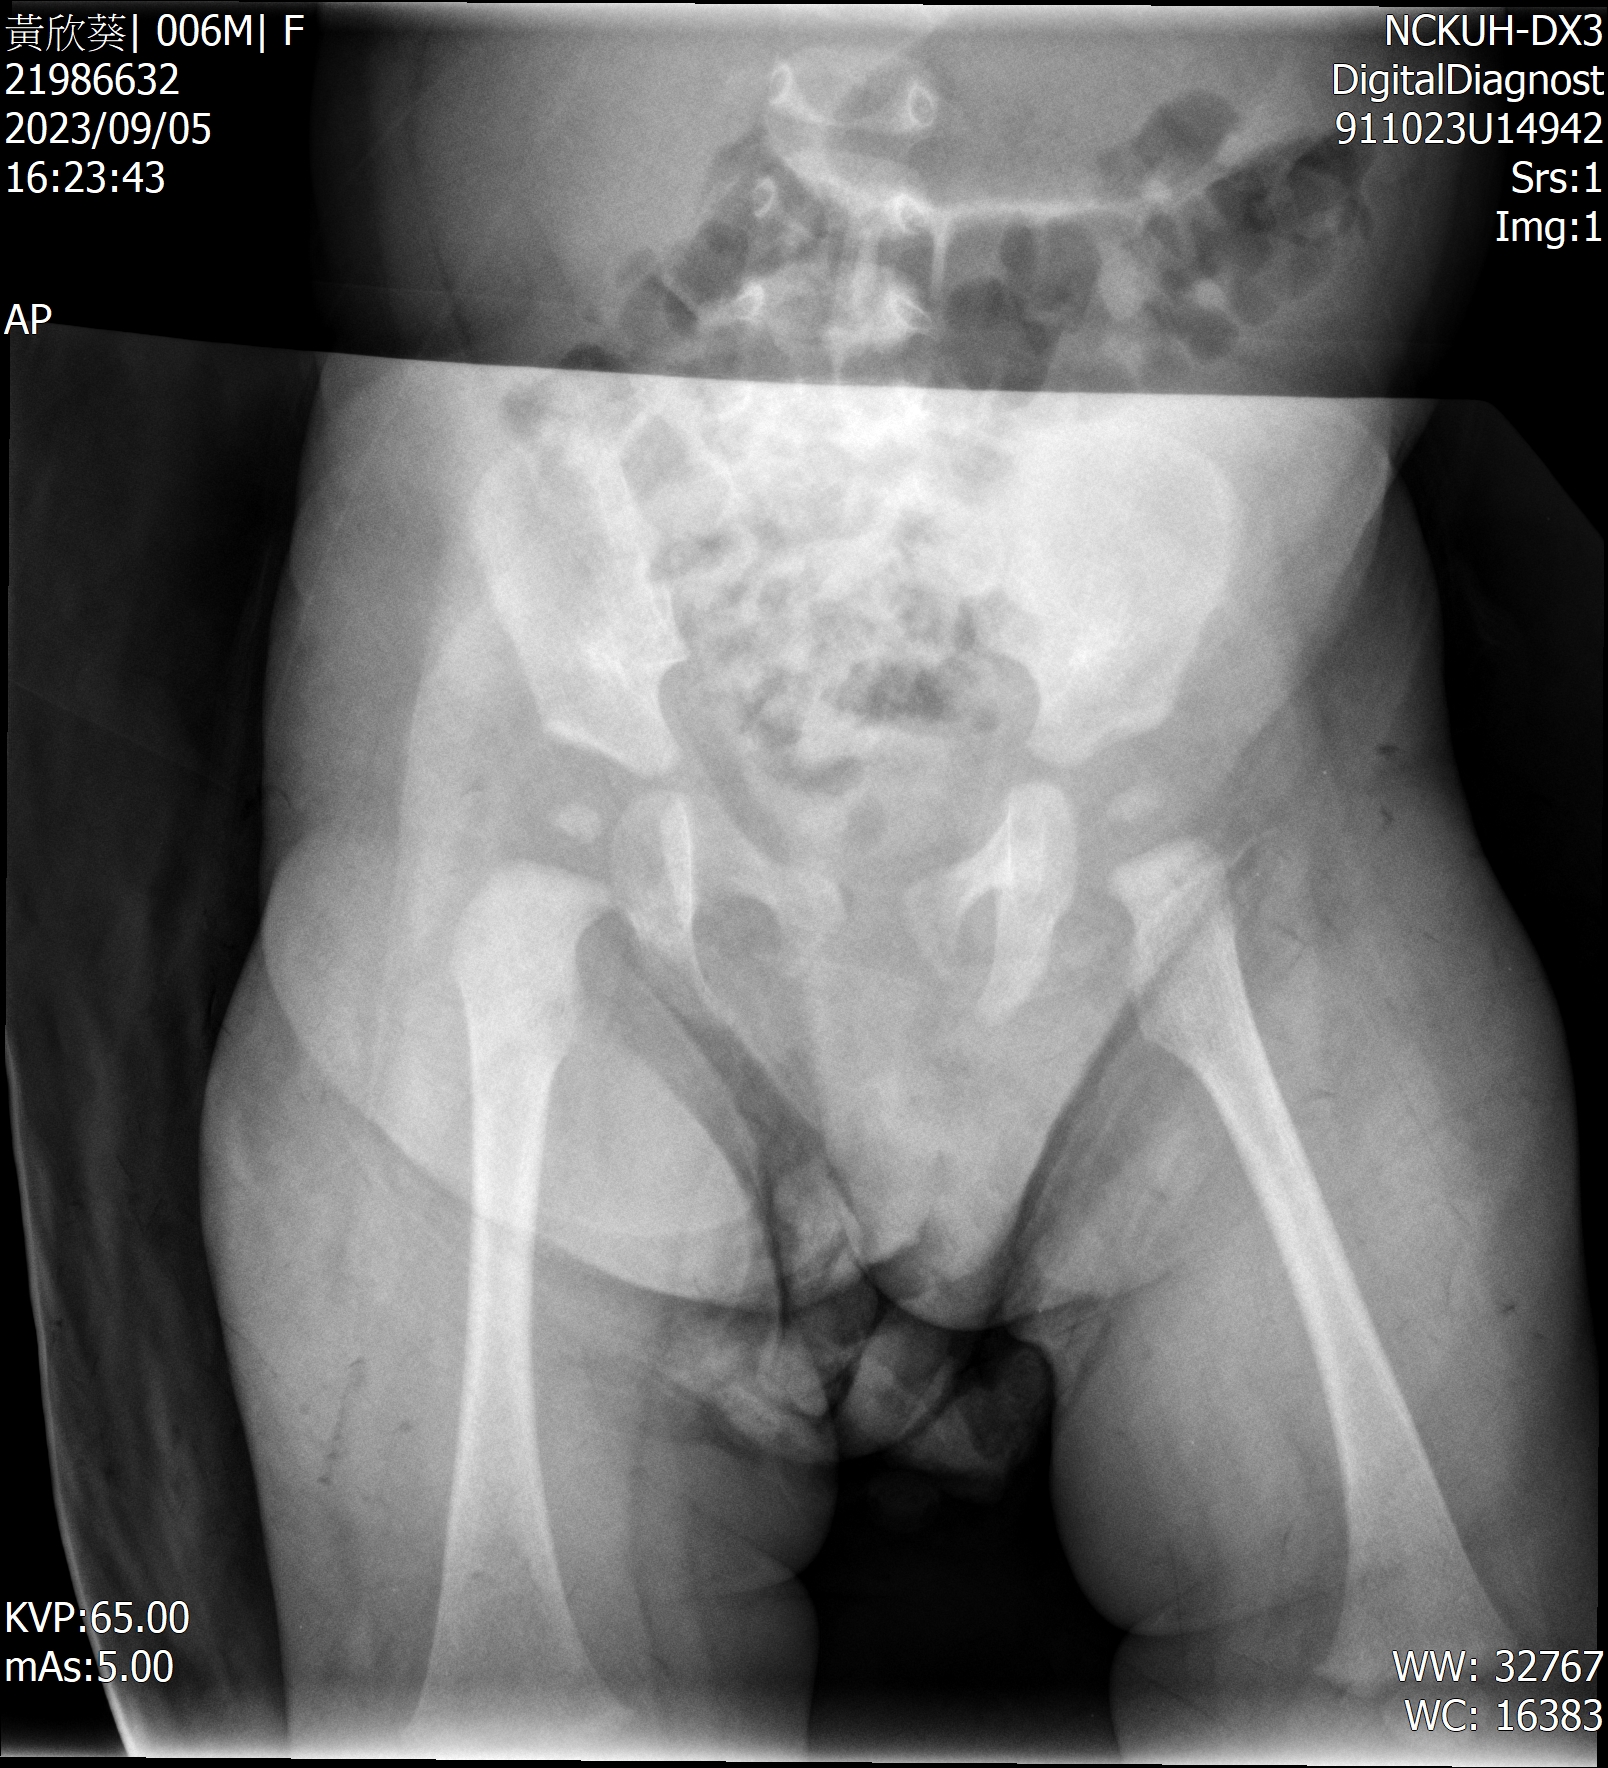 黃欣葵| 006M| F
21986632
2023/09/05
16:23:43
NCKUH-DX3
DigitalDiagnost
911023U14942
Srs:1
Img:1
AP
KVP:65.00
mAs:5.00
WW: 32767
WC: 16383